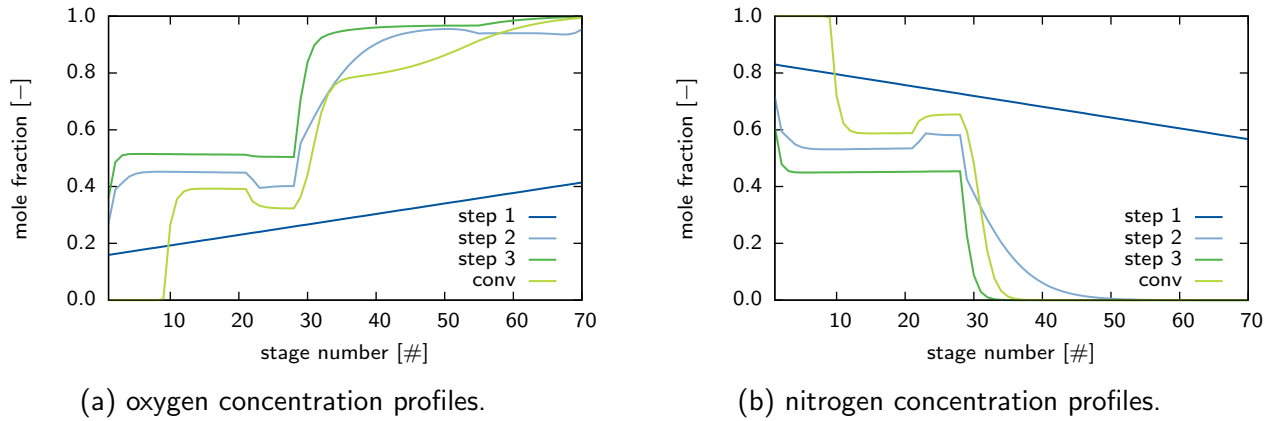 1.0
0.8
0.6
0.4
0.2
0.0
mole fraction [−]
10 20 30 40 50 60 70
stage number [#]
step 1
step 2
step 3
conv
(a) oxygen concentration profiles.
1.0
0.8
0.6
0.4
0.2
0.0
mole fraction [−]
10 20 30 40 50 60 70
stage number [#]
step 1
step 2
step 3
conv
(b) nitrogen concentration profiles.